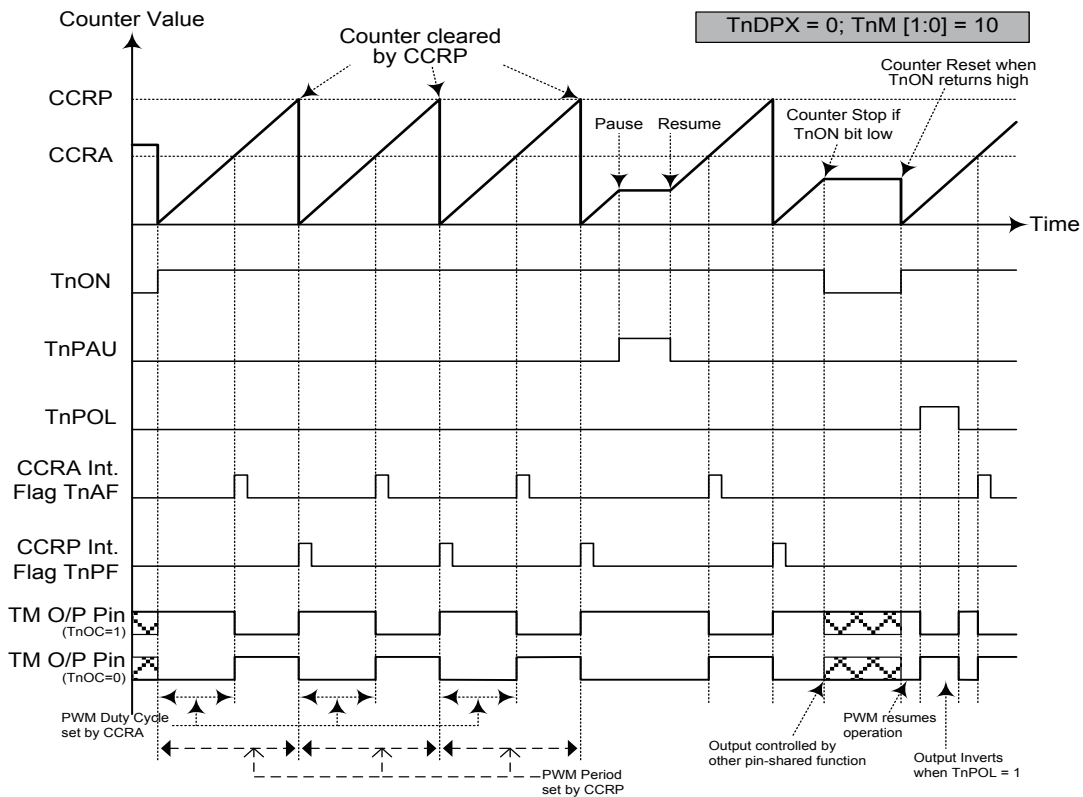 Counter Value
TnDPX = 0; TnM [1:0] = 10
Counter cleared
by CCRP
Counter Reset when
TnON returns high
CCRP
Counter Stop if
TnON bit low
Pause
Resume
CCRA
Time
TnON
TnPAU
TnPOL
CCRA Int.
Flag TnAF
CCRP Int.
Flag TnPF
TM O/P Pin
(TnOC=1)
TM O/P Pin
(TnOC=0)
PWM Duty Cycle
set by CCRA
PWM resumes
operation
Output controlled by
other pin-shared function
Output Inverts
when TnPOL = 1
PWM Period
set by CCRP